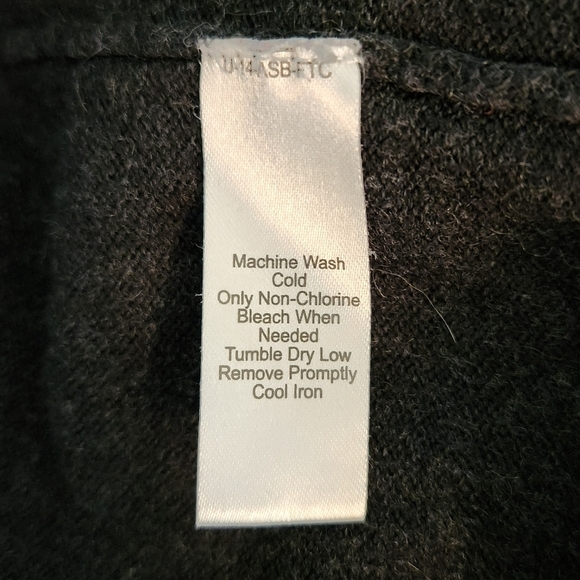 Machine Wash
Cold
Only Non-Chlorine
Bleach When
Needed
Tumble Dry Low
Remove Promptly
Cool Iron